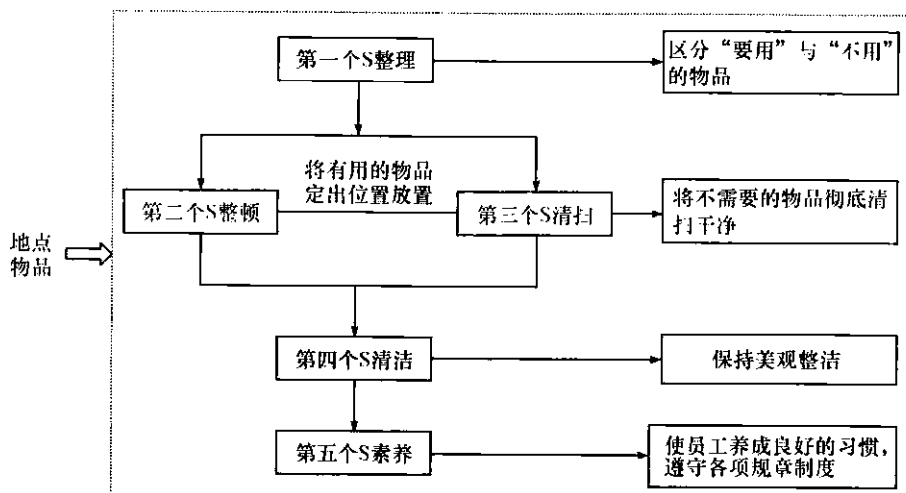 第一个S整理
区分“要用”与“不用”
的物品
将有用的物品
定出位置放置
第二个S整顿
第三个S清扫
将不需要的物品彻底清
扫干净
地点
物品
第四个S清洁
保持美观整洁
第五个S素养
使员工养成良好的习惯，
遵守各项规章制度